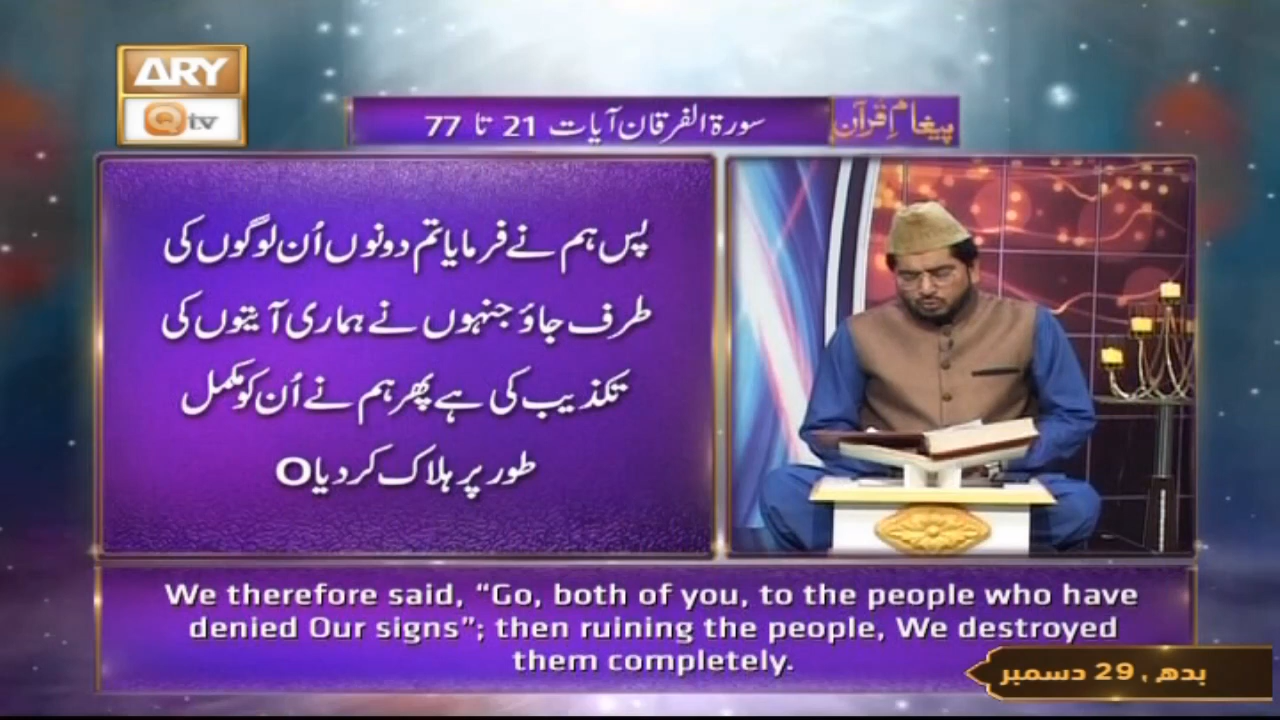 ARY
Qtv
پیغامِ قرآن
سورۃ الفرقان آیات 21 تا 77
پس ہم نے فرمایا تم دونوں اُن لوگوں کی
طرف جاؤ جنہوں نے ہماری آیتوں کی
تکذیب کی ہے پھر ہم نے اُن کو مکمل
طور پر ہلاک کر دیاO
We therefore said, “Go, both of you, to the people who have
denied Our signs”; then ruining the people, We destroyed
them completely.
بدھ، 29 دسمبر